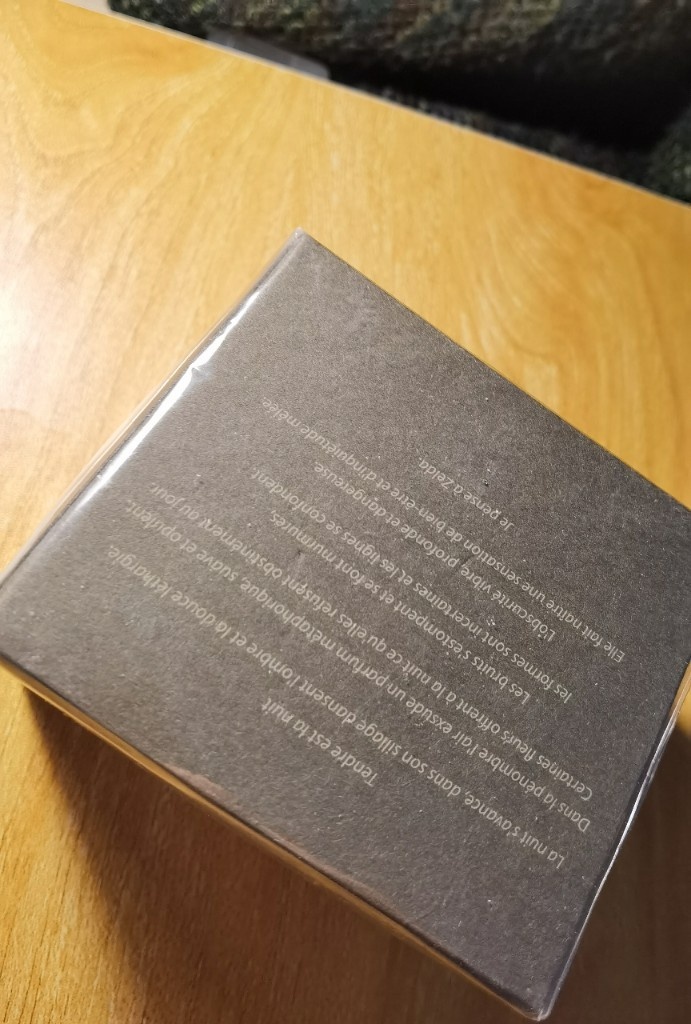 Tendre est la nuit
La nuit s'avance, dans son sillage dansent l'ombre et la douce léthargie.
Dans la pénombre l'air exsude un parfum métaphorique, suave et opulent.
Certaines fleurs offrent à la nuit ce qu'elles refusent obstinément au jour.
Les bruits s'estompent et se font murmures,
les formes sont incertaines et les lignes se confondent.
L'obscurité vibre, profonde et dangereuse.
Elle fait naître une sensation de bien-être et d'inquiétude mêlée.
Je pense à Zelda.